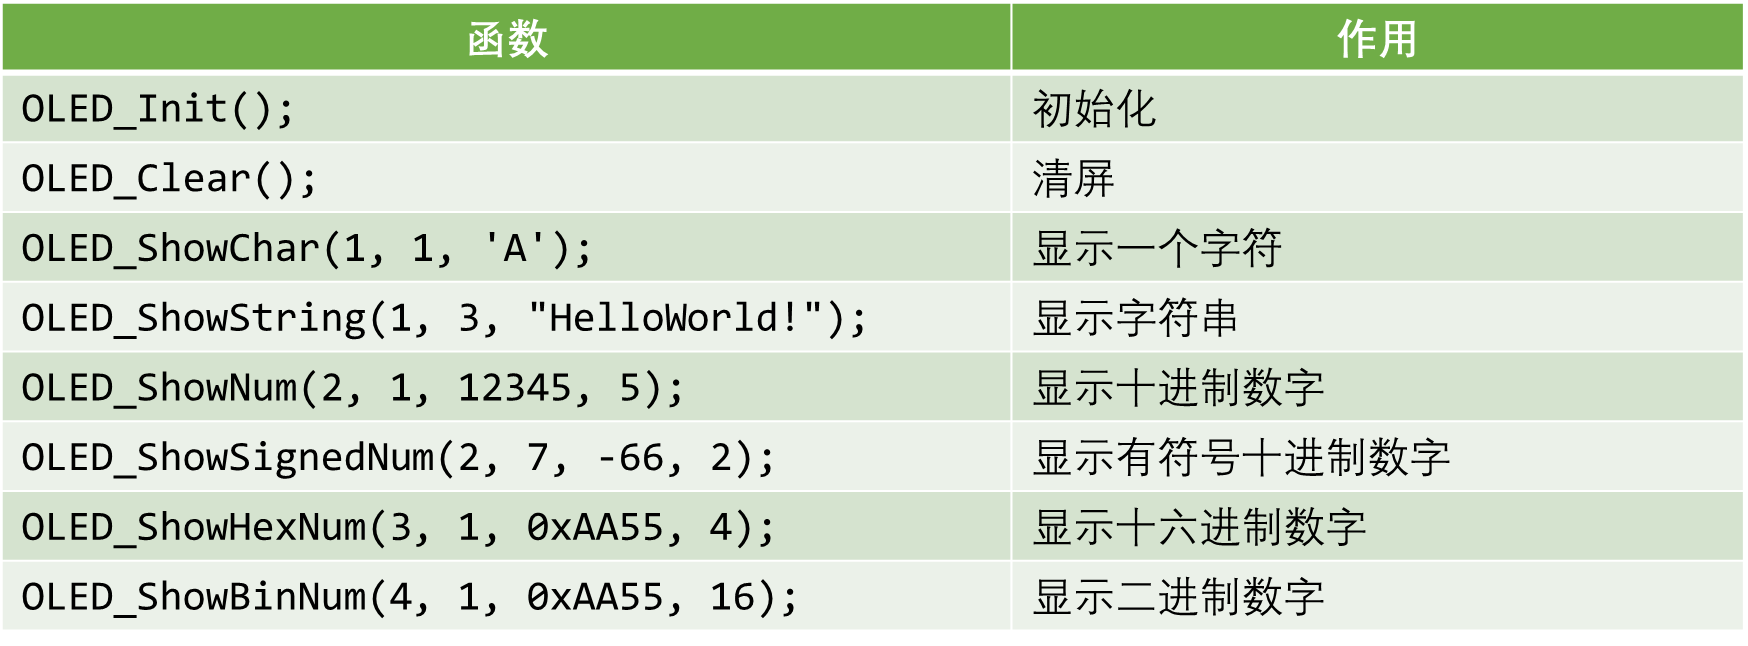 函数 作用
OLED_Init(); 初始化
OLED_Clear(); 清屏
OLED_ShowChar(1, 1, 'A'); 显示一个字符
OLED_ShowString(1, 3, "HelloWorld!"); 显示字符串
OLED_ShowNum(2, 1, 12345, 5); 显示十进制数字
OLED_ShowSignedNum(2, 7, -66, 2); 显示有符号十进制数字
OLED_ShowHexNum(3, 1, 0xAA55, 4); 显示十六进制数字
OLED_ShowBinNum(4, 1, 0xAA55, 16); 显示二进制数字